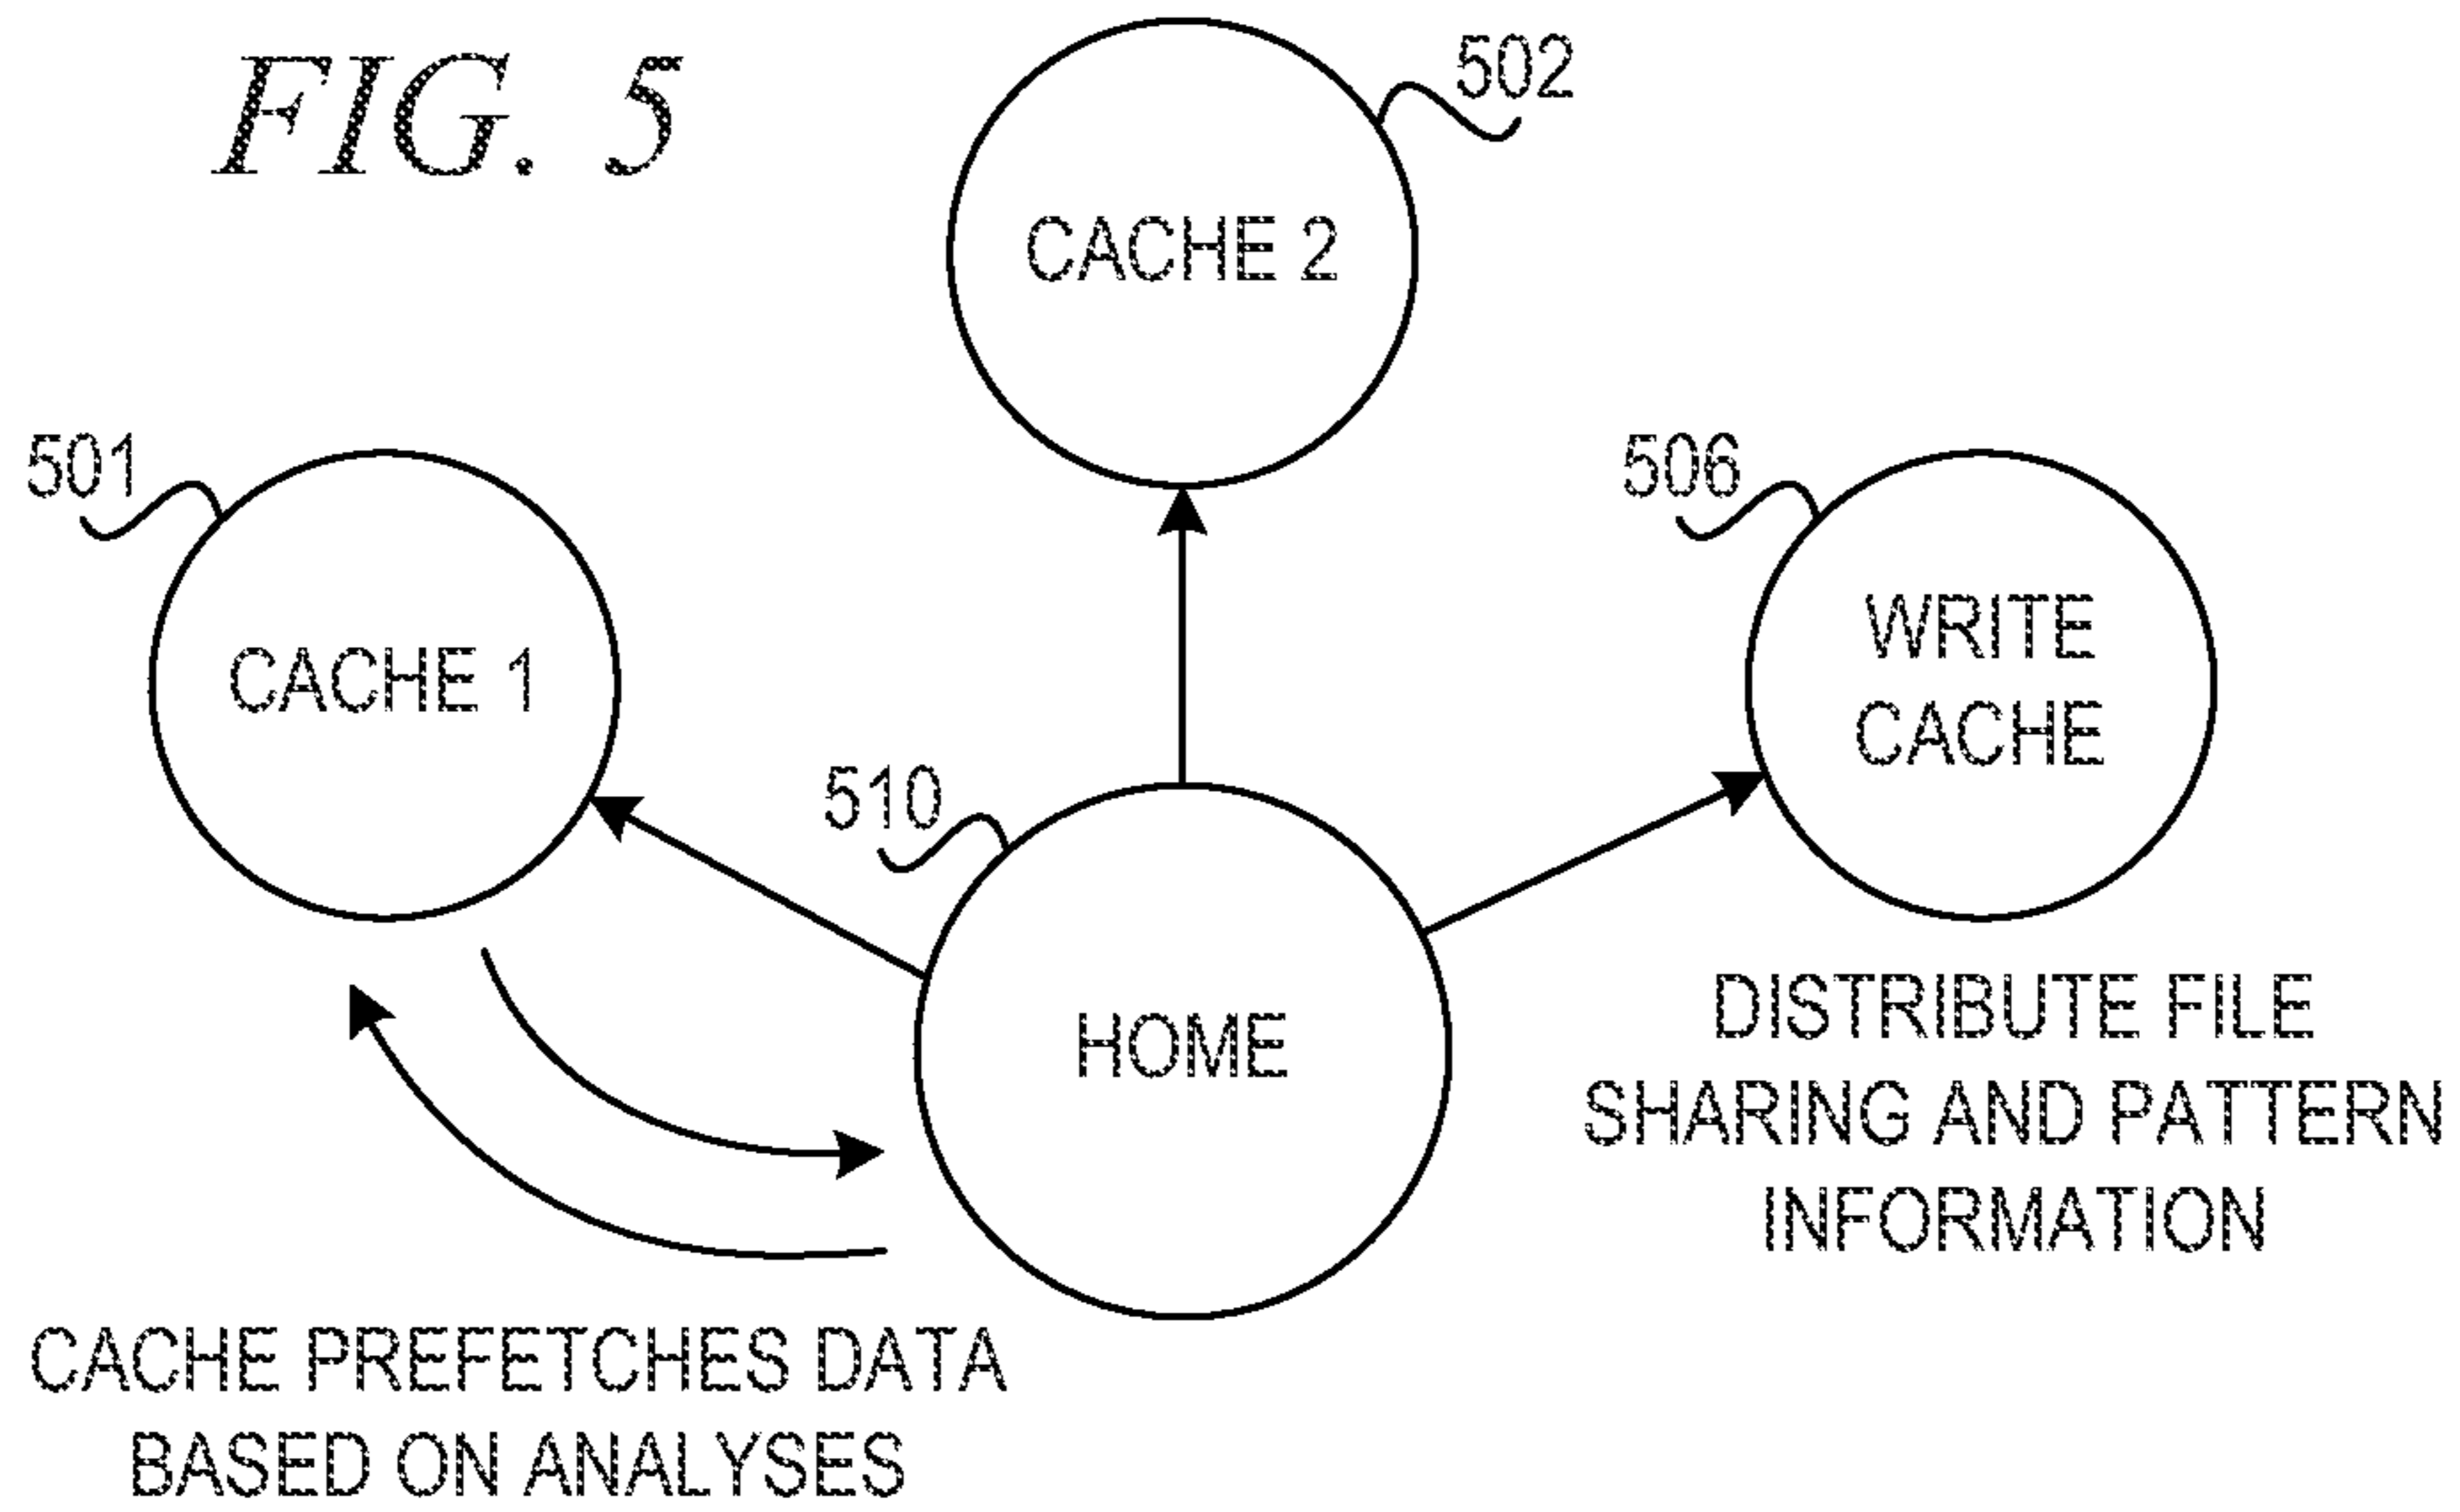 FIG. 5
502
CACHE 2
501
506
CACHE 1
WRITE
CACHE
510
HOME
DISTRIBUTE FILE
SHARING AND PATTERN
INFORMATION
CACHE PREFETCHES DATA
BASED ON ANALYSES